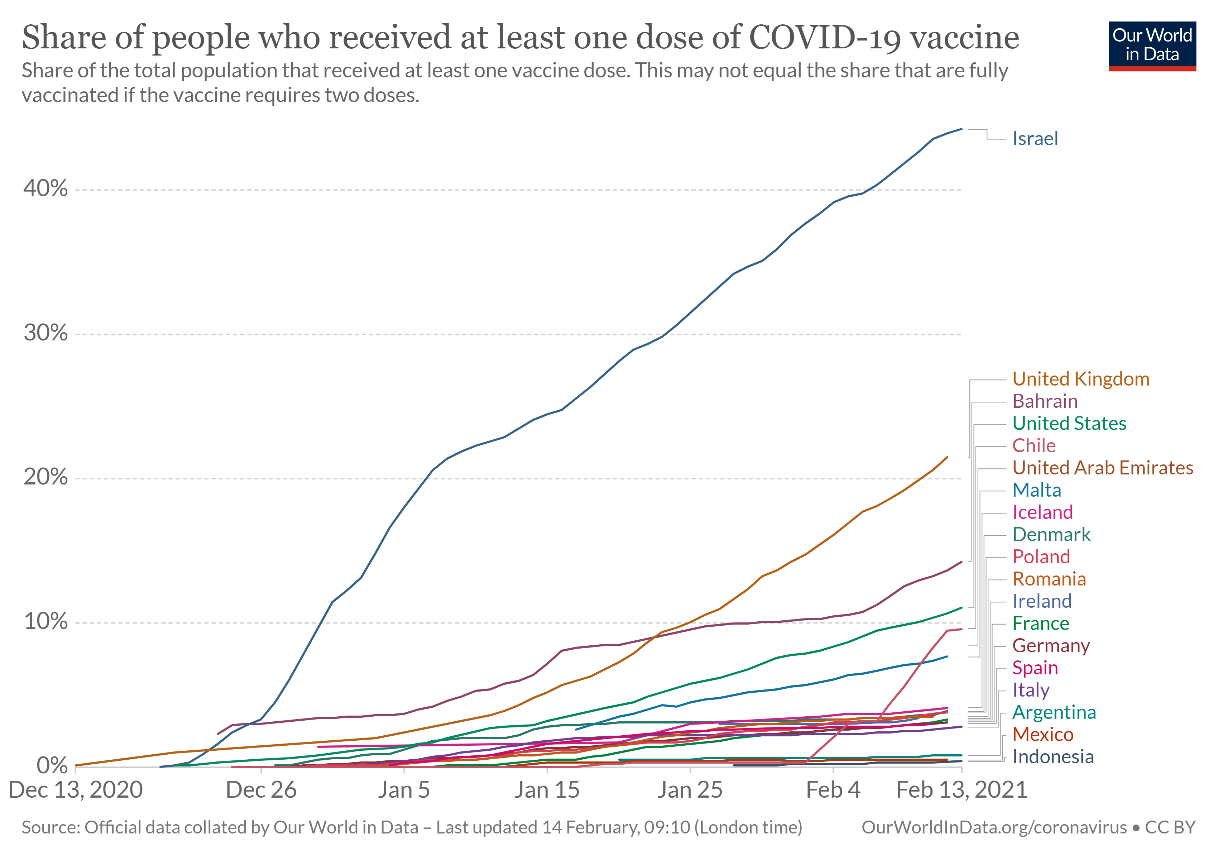 Share of people who received at least one dose of COVID-19 vaccine
Our World
in Data
Share of the total population that received at least one vaccine dose. This may not equal the share that are fully
vaccinated if the vaccine requires two doses.
Israel
40%
30%
United Kingdom
Bahrain
United States
Chile
United Arab Emirates
20%
Malta
Iceland
Denmark
Poland
Romania
Ireland
10%
France
Germany
Spain
Italy
Argentina
Mexico
Indonesia
0%
Dec 13, 2020
Dec 26
Jan 5
Jan 15
Jan 25
Feb 4
Feb 13, 2021
Source: Official data collated by Our World in Data – Last updated 14 February, 09:10 (London time)
OurWorldInData.org/coronavirus • CC BY